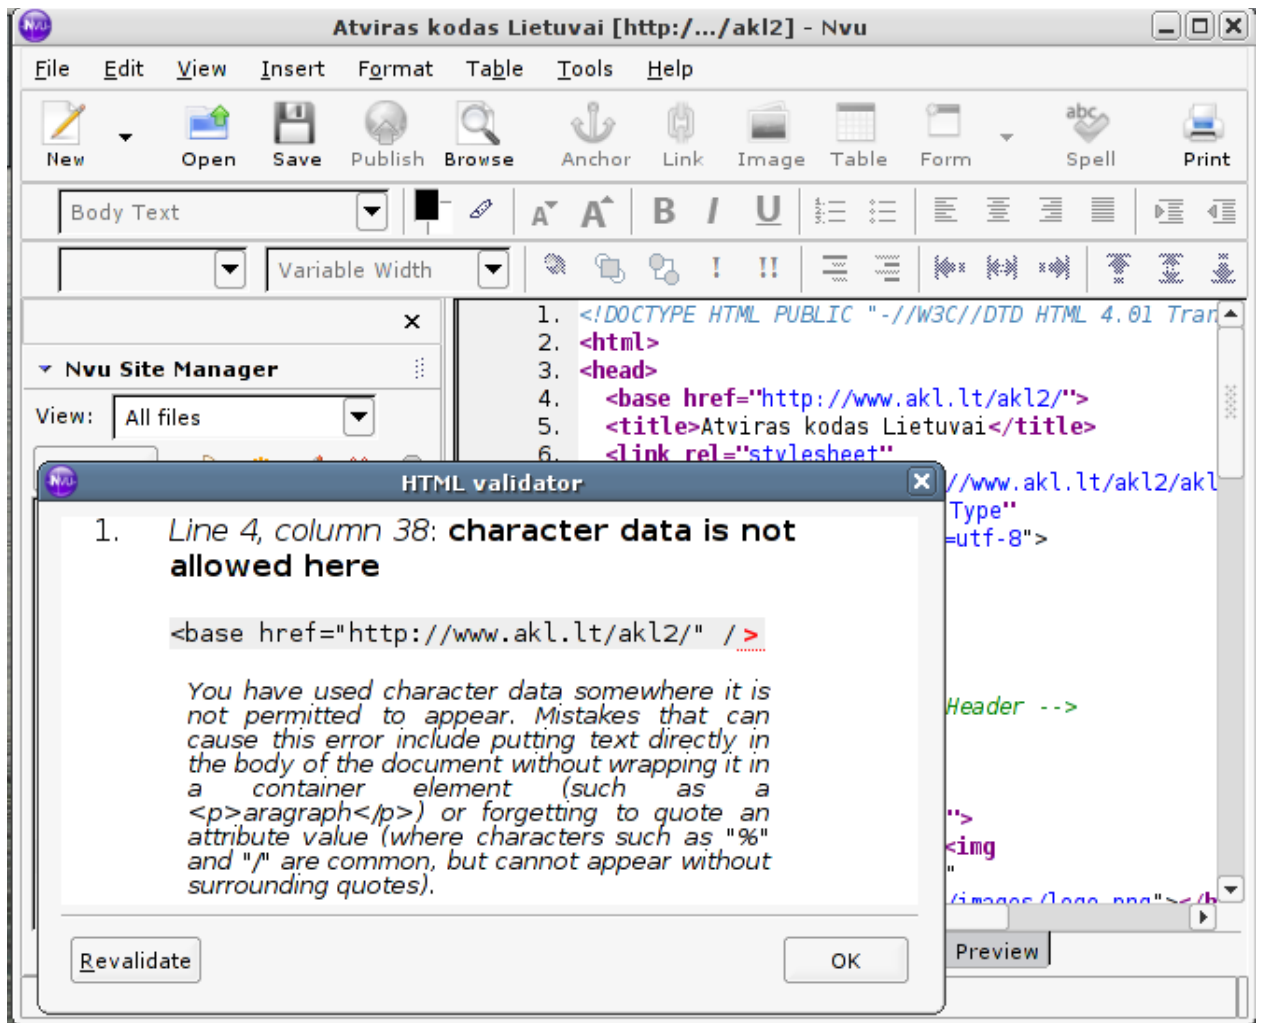 Atviras kodas Lietuvai [http:/.../akl2] - Nvu
File Edit View Insert Format Table Tools Help
New Open Save Publish Browse Anchor Link Image Table Form Spell Print
Body Text
Variable Width
1. <!DOCTYPE HTML PUBLIC "-//W3C//DTD HTML 4.01 Tran
2. <html>
3. <head>
Nvu Site Manager
4. <base href="http://www.akl.lt/akl2/">
View: All files
5. <title>Atviras kodas Lietuvai</title>
6. <link rel="stylesheet"
HTML validator
//www.akl.lt/akl2/akl
Type"
=utf-8">
1. Line 4, column 38: character data is not
allowed here
<base href="http://www.akl.lt/akl2/" />
You have used character data somewhere it is
not permitted to appear. Mistakes that can
cause this error include putting text directly in
the body of the document without wrapping it in
a container element (such as a
<p>aragraph</p>) or forgetting to quote an
attribute value (where characters such as "%"
and "/" are common, but cannot appear without
surrounding quotes).
Header -->
">
<img
"
/images/logo.png"></h
Revalidate OK
Preview